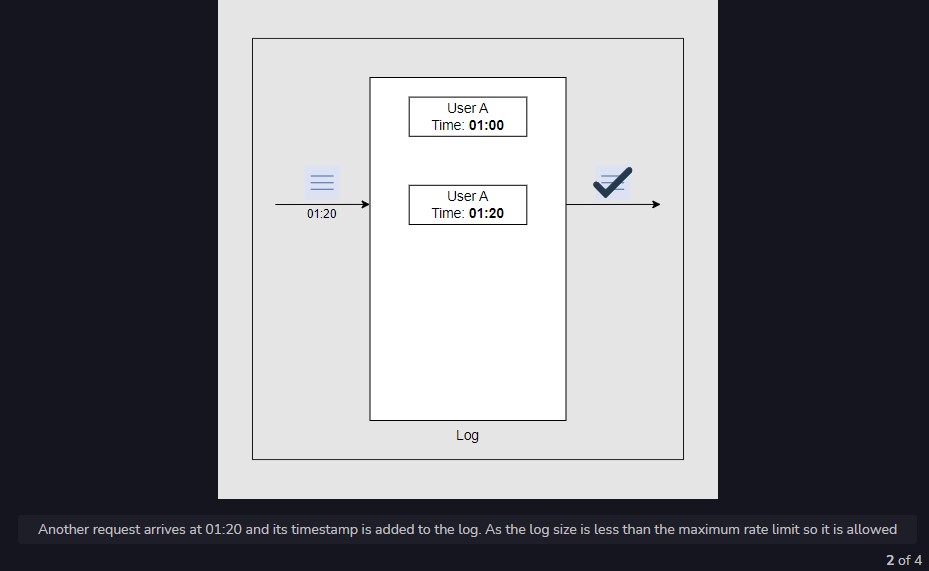 User A
Time: 01:00
User A
Time: 01:20
01:20
Log
Another request arrives at 01:20 and its timestamp is added to the log. As the log size is less than the maximum rate limit so it is allowed
2 of 4